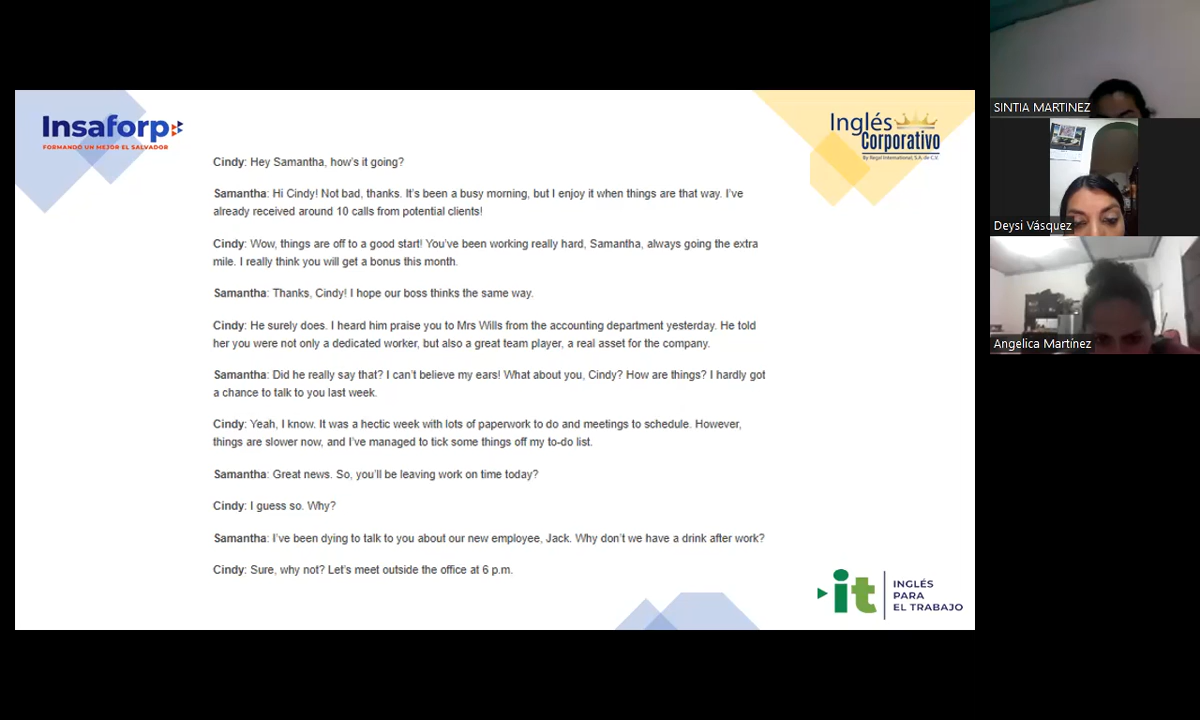 Insaforp
FORMANDO UN MEJOR EL SALVADOR
Inglés
Corporativo
By Regal International, S.A. de C.V.
Cindy: Hey Samantha, how's it going?
Samantha: Hi Cindy! Not bad, thanks. It's been a busy morning, but I enjoy it when things are that way. I've
already received around 10 calls from potential clients!
Cindy: Wow, things are off to a good start! You've been working really hard, Samantha, always going the extra
mile. I really think you will get a bonus this month.
Samantha: Thanks, Cindy! I hope our boss thinks the same way.
Cindy: He surely does. I heard him praise you to Mrs Wills from the accounting department yesterday. He told
her you were not only a dedicated worker, but also a great team player, a real asset for the company.
Samantha: Did he really say that? I can't believe my ears! What about you, Cindy? How are things? I hardly got
a chance to talk to you last week.
Cindy: Yeah, I know. It was a hectic week with lots of paperwork to do and meetings to schedule. However,
things are slower now, and I've managed to tick some things off my to-do list.
Samantha: Great news. So, you'll be leaving work on time today?
Cindy: I guess so. Why?
Samantha: I've been dying to talk to you about our new employee, Jack. Why don't we have a drink after work?
Cindy: Sure, why not? Let's meet outside the office at 6 p.m.
it
INGLÉS
PARA
EL TRABAJO
SINTIA MARTINEZ
Deysi Vásquez
Angelica Martínez